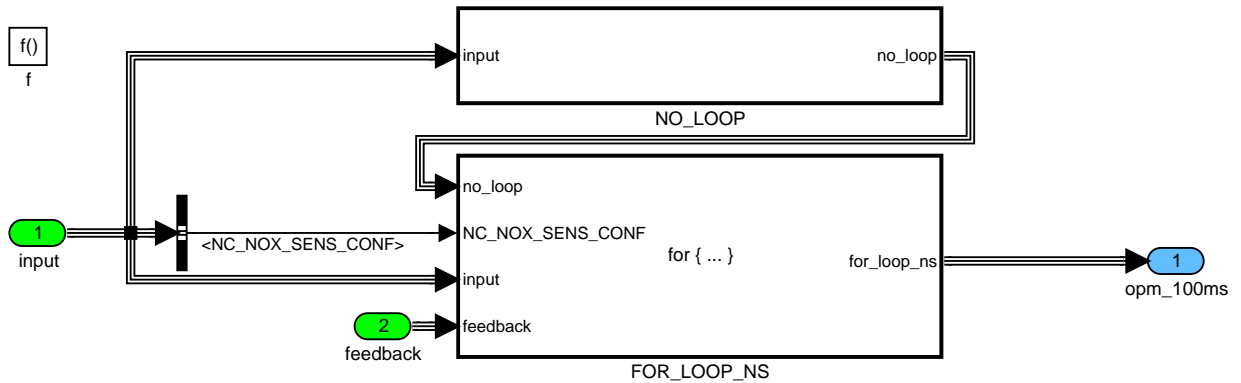 f()
f
input
no_loop
NO_LOOP
no_loop
1
input
<NC_NOX_SENS_CONF>
NC_NOX_SENS_CONF
for { ... }
for_loop_ns
1
opm_100ms
input
2
feedback
feedback
FOR_LOOP_NS